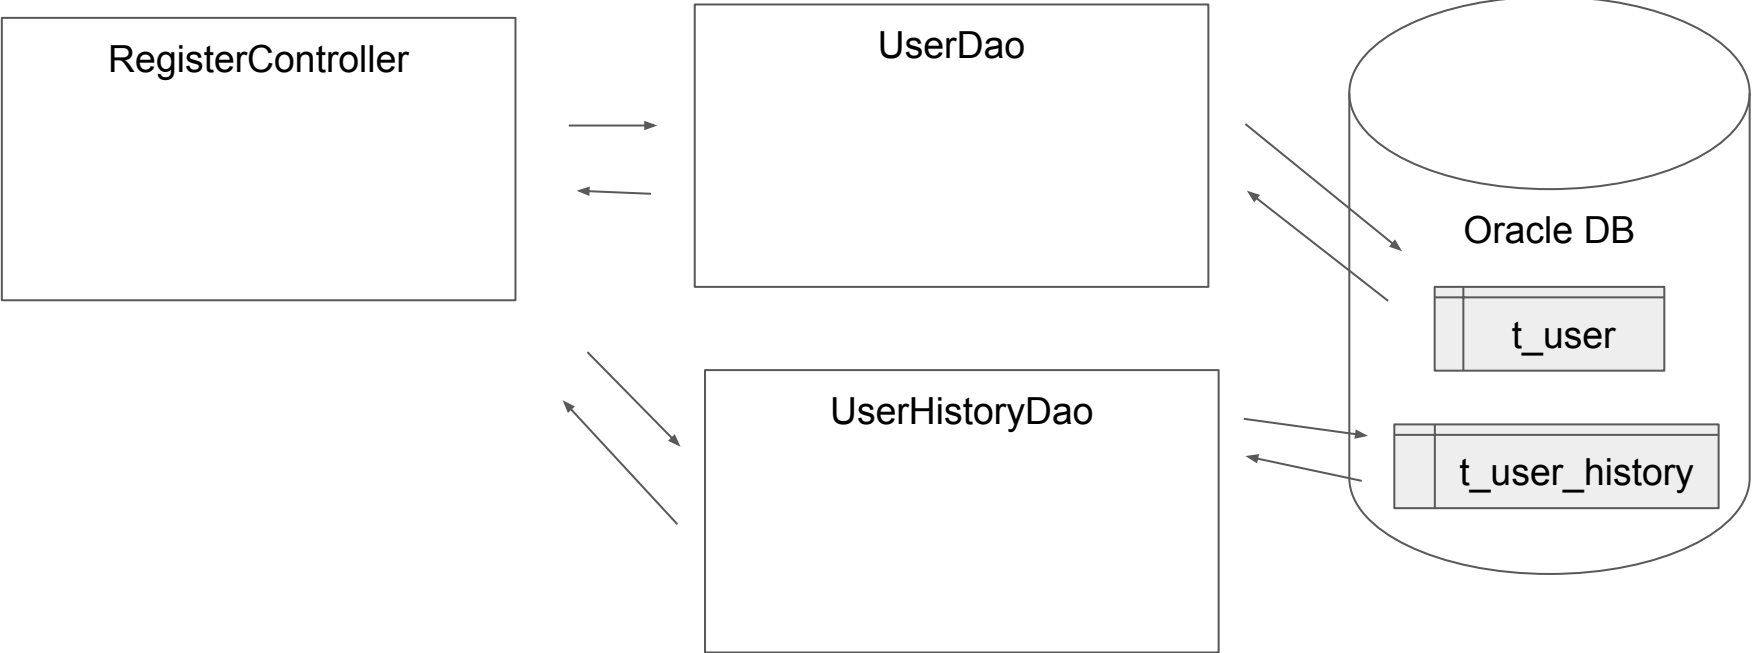 RegisterController
UserDao
Oracle DB
t_user
UserHistoryDao
t_user_history